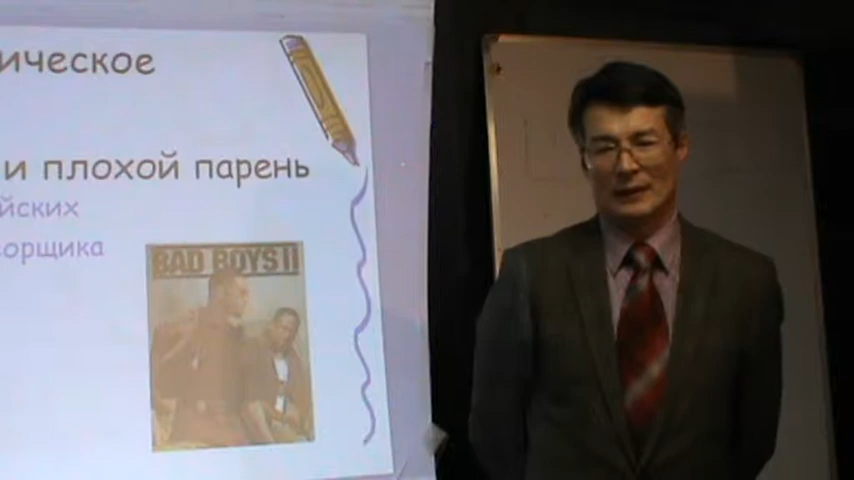 ическое
и плохой парень
йских
орщика
BAD BOYS II